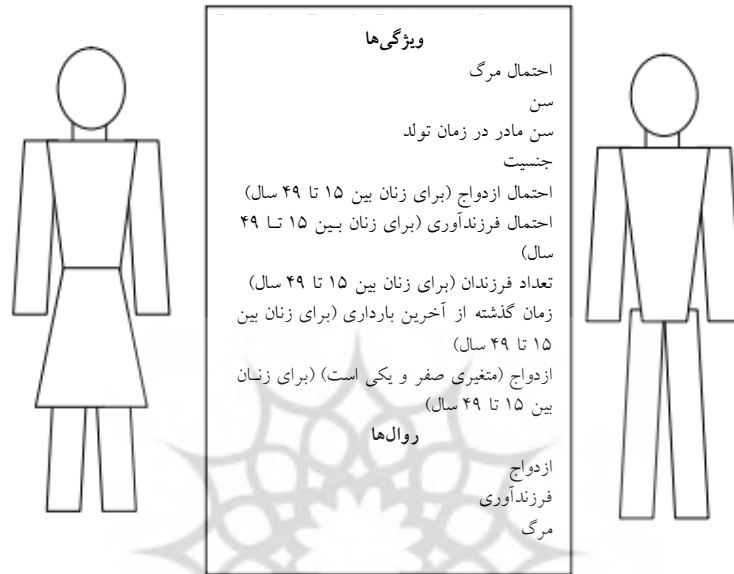 ویژگی‌ها
احتمال مرگ
سن
سن مادر در زمان تولد
جنسیت
احتمال ازدواج (برای زنان بین ۱۵ تا ۴۹ سال)
احتمال فرزندآوری (برای زنان بین ۱۵ تا ۴۹
سال)
تعداد فرزندان (برای زنان بین ۱۵ تا ۴۹ سال)
زمان گذشته از آخرین بارداری (برای زنان بین
۱۵ تا ۴۹ سال)
ازدواج (متغیری صفر و یکی است) (برای زنان
بین ۱۵ تا ۴۹ سال)
روال‌ها
ازدواج
فرزندآوری
مرگ